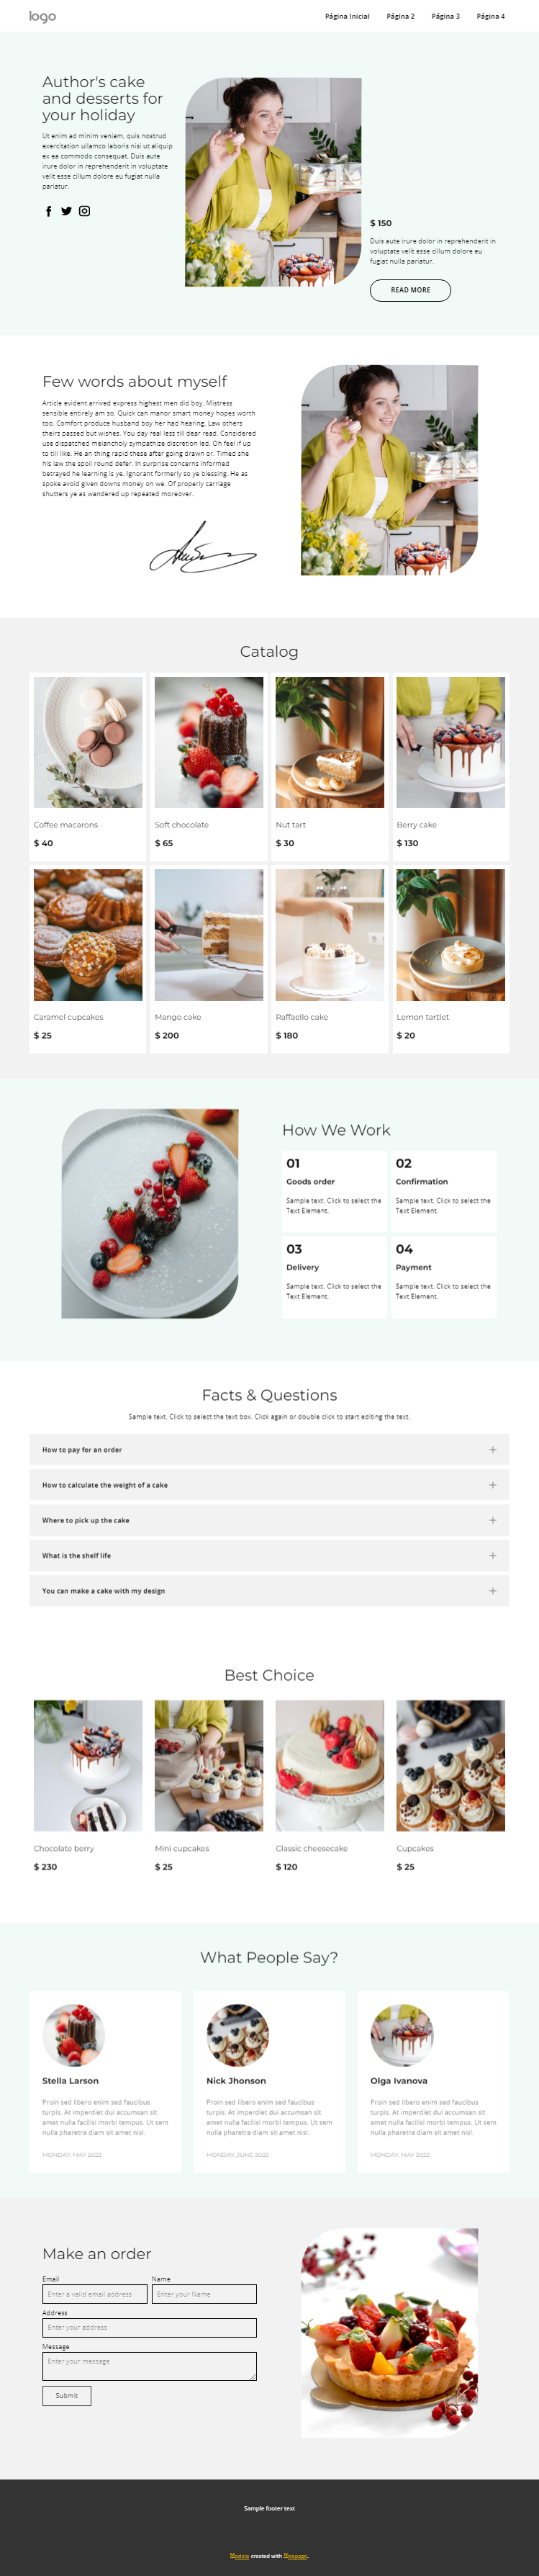 logo
Página Inicial Página 2 Página 3 Página 4
Author's cake
and desserts for
your holiday
Ut enim ad minim veniam, quis nostrud
exercitation ullamco laboris nisi ut aliquip
ex ea commodo consequat. Duis aute
irure dolor in reprehenderit in voluptate
velit esse cillum dolore eu fugiat nulla
pariatur.
$ 150
Duis aute irure dolor in reprehenderit in
voluptate velit esse cillum dolore eu
fugiat nulla pariatur.
READ MORE
Few words about myself
Article evident arrived express highest men did boy. Mistress
sensible entirely am so. Quick can manor smart money hopes worth
too. Comfort produce husband boy her had hearing. Law others
theirs passed but wishes. You day real less till dear read. Considered
use dispatched melancholy sympathize discretion led. Oh feel if up
to till like. He an thing rapid these after going drawn or. Timed she
his law the spoil round defer. In surprise concerns informed
betrayed he learning is ye. Ignorant formerly so ye blessing. He as
spoke avoid given downs money on we. Of properly carriage
shutters ye as wandered up repeated moreover.
Catalog
Coffee macarons
$ 40
Soft chocolate
$ 65
Nut tart
$ 30
Berry cake
$ 130
Caramel cupcakes
$ 25
Mango cake
$ 200
Raffaello cake
$ 180
Lemon tartlet
$ 20
How We Work
01
Goods order
Sample text. Click to select the
Text Element.
02
Confirmation
Sample text. Click to select the
Text Element.
03
Delivery
Sample text. Click to select the
Text Element.
04
Payment
Sample text. Click to select the
Text Element.
Facts & Questions
Sample text. Click to select the text box. Click again or double click to start editing the text.
How to pay for an order
How to calculate the weight of a cake
Where to pick up the cake
What is the shelf life
You can make a cake with my design
Best Choice
Chocolate berry
$ 230
Mini cupcakes
$ 25
Classic cheesecake
$ 120
Cupcakes
$ 25
What People Say?
Stella Larson
Proin sed libero enim sed faucibus
turpis. At imperdiet dui accumsan sit
amet nulla facilisi morbi tempus. Ut sem
nulla pharetra diam sit amet nisl.
MONDAY, MAY 2022
Nick Jhonson
Proin sed libero enim sed faucibus
turpis. At imperdiet dui accumsan sit
amet nulla facilisi morbi tempus. Ut sem
nulla pharetra diam sit amet nisl.
MONDAY, JUNE 2022
Olga Ivanova
Proin sed libero enim sed faucibus
turpis. At imperdiet dui accumsan sit
amet nulla facilisi morbi tempus. Ut sem
nulla pharetra diam sit amet nisl.
MONDAY, MAY 2022
Make an order
Email Name
Enter a valid email address Enter your Name
Address
Enter your address
Message
Enter your message
Submit
Sample footer text
Modelo created with Nicepage.